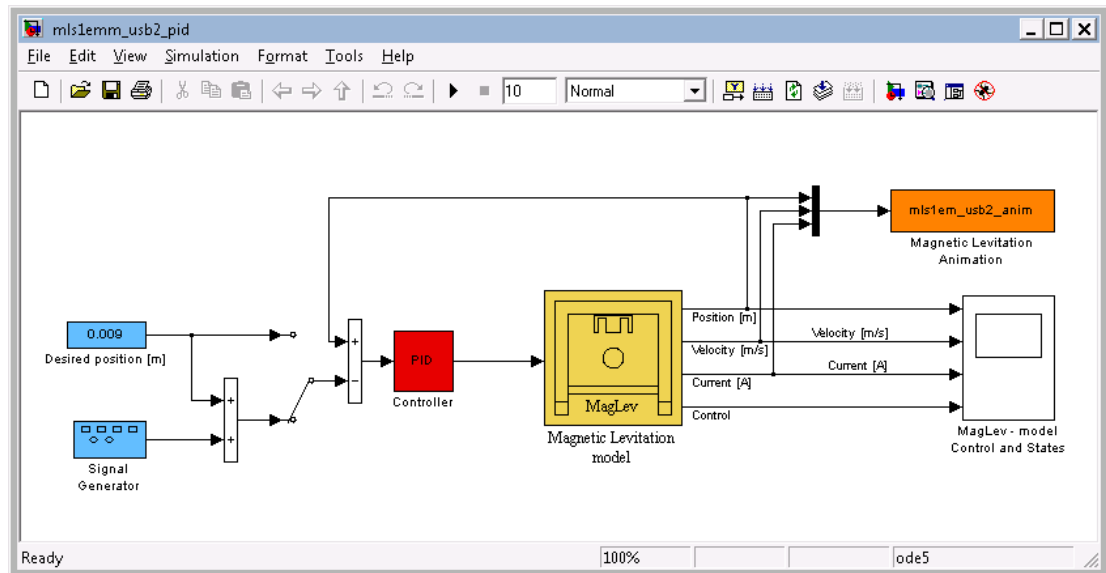 mls1emm_usb2_pid
File Edit View Simulation Format Tools Help
10 Normal
mls1em_usb2_anim
Magnetic Levitation
Animation
0.009
Desired position [m]
Signal
Generator
+
+
+
−
PID
Controller
MagLev
Magnetic Levitation
model
Position [m]
Velocity [m/s]
Velocity [m/s]
Current [A]
Current [A]
Control
MagLev - model
Control and States
Ready 100% ode5